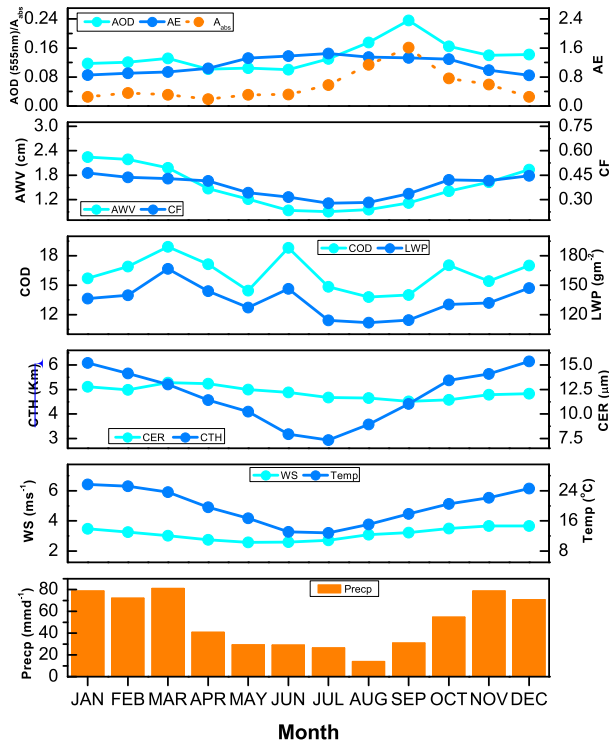 0.24 AOD AE A_abs 2.4
0.16 1.6
0.08 0.8
0.00 0.0
AOD (555nm)/A_abs
AE
3.0 0.75
2.4 0.60
1.8 0.45
1.2 0.30
AWV (cm)
CF
AWV CF
18 COD LWP 180
15 150
12 120
COD
LWP (gm⁻²)
6 15.0
5 12.5
4 10.0
3 7.5
CTH (Km)
CER (μm)
CER CTH
WS Temp
6 24
4 16
2 8
WS (ms⁻¹)
Temp (°C)
80 Precp
60
40
20
0
Precp (mmd⁻¹)
JAN FEB MAR APR MAY JUN JUL AUG SEP OCT NOV DEC
Month